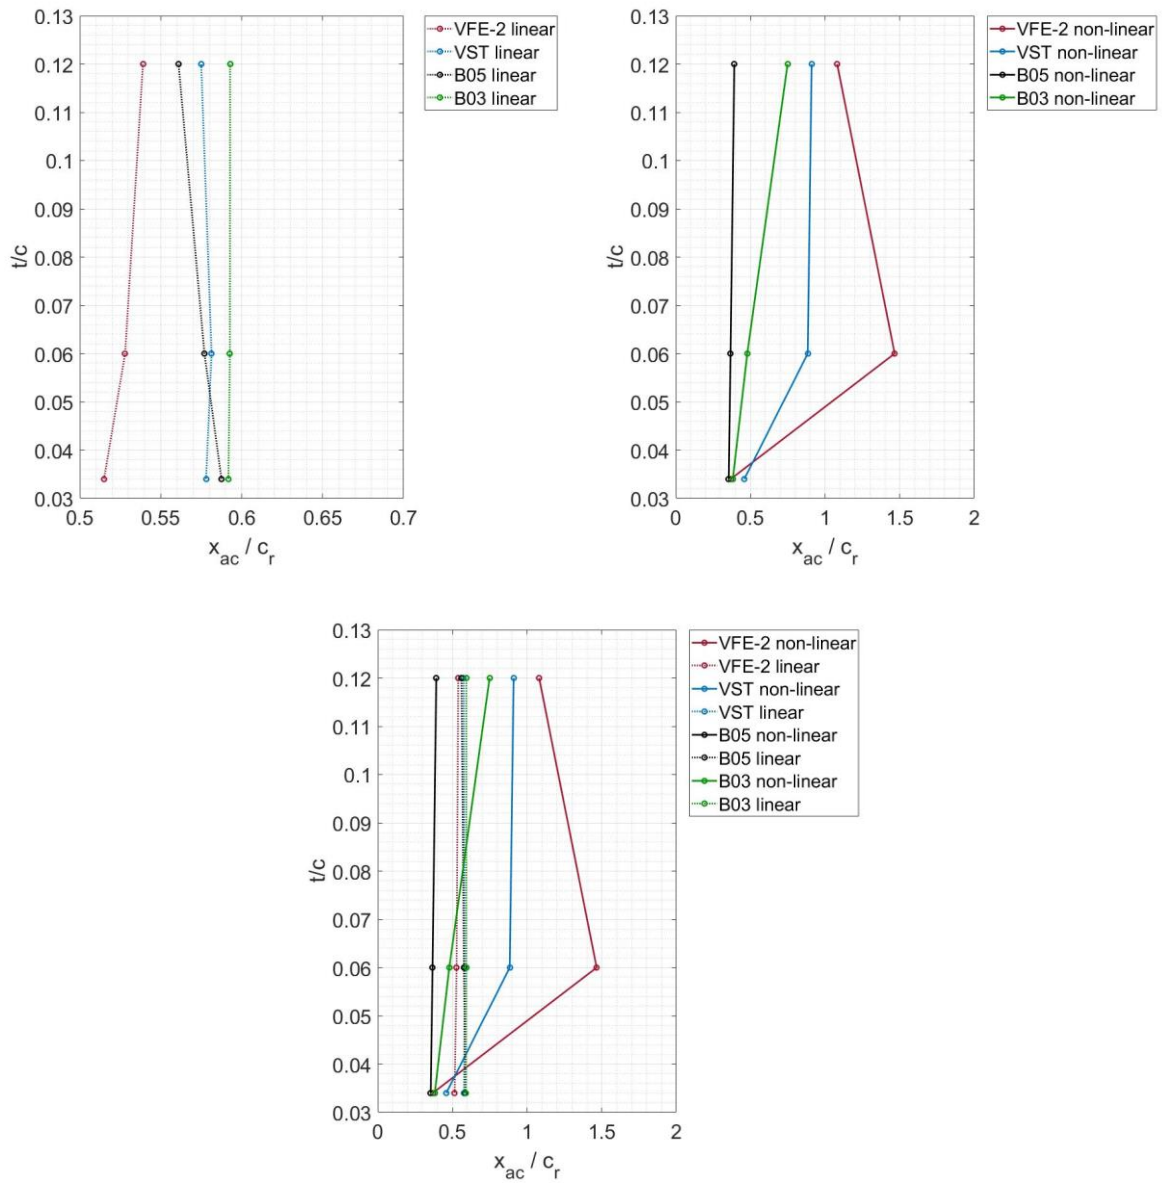 0.13
0.12
0.11
0.1
0.09
0.08
0.07
0.06
0.05
0.04
0.03
t/c
0.5 0.55 0.6 0.65 0.7
x_ac / c_r
VFE-2 linear
VST linear
B05 linear
B03 linear
0.13
0.12
0.11
0.1
0.09
0.08
0.07
0.06
0.05
0.04
0.03
t/c
0 0.5 1 1.5 2
x_ac / c_r
VFE-2 non-linear
VST non-linear
B05 non-linear
B03 non-linear
0.13
0.12
0.11
0.1
0.09
0.08
0.07
0.06
0.05
0.04
0.03
t/c
0 0.5 1 1.5 2
x_ac / c_r
VFE-2 non-linear
VFE-2 linear
VST non-linear
VST linear
B05 non-linear
B05 linear
B03 non-linear
B03 linear